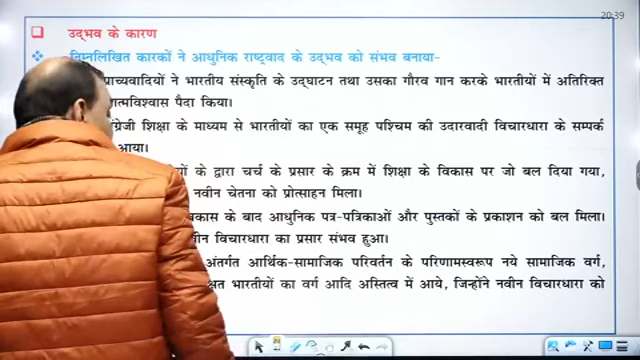 20:39
उद्भव के कारण
निम्नलिखित कारकों ने आधुनिक राष्ट्रवाद के उद्भव को संभव बनाया-
प्राच्यवादियों ने भारतीय संस्कृति के उद्घाटन तथा उसका गौरव गान करके भारतीयों में अतिरिक्त
त्मविश्वास पैदा किया।
ग्रेजी शिक्षा के माध्यम से भारतीयों का एक समूह पश्चिम की उदारवादी विचारधारा के सम्पर्क
आया।
यों के द्वारा चर्च के प्रसार के क्रम में शिक्षा के विकास पर जो बल दिया गया,
नवीन चेतना को प्रोत्साहन मिला।
कास के बाद आधुनिक पत्र-पत्रिकाओं और पुस्तकों के प्रकाशन को बल मिला।
ीन विचारधारा का प्रसार संभव हुआ।
अंतर्गत आर्थिक-सामाजिक परिवर्तन के परिणामस्वरूप नये सामाजिक वर्ग,
क्षित भारतीयों का वर्ग आदि अस्तित्व में आये, जिन्होंने नवीन विचारधारा को